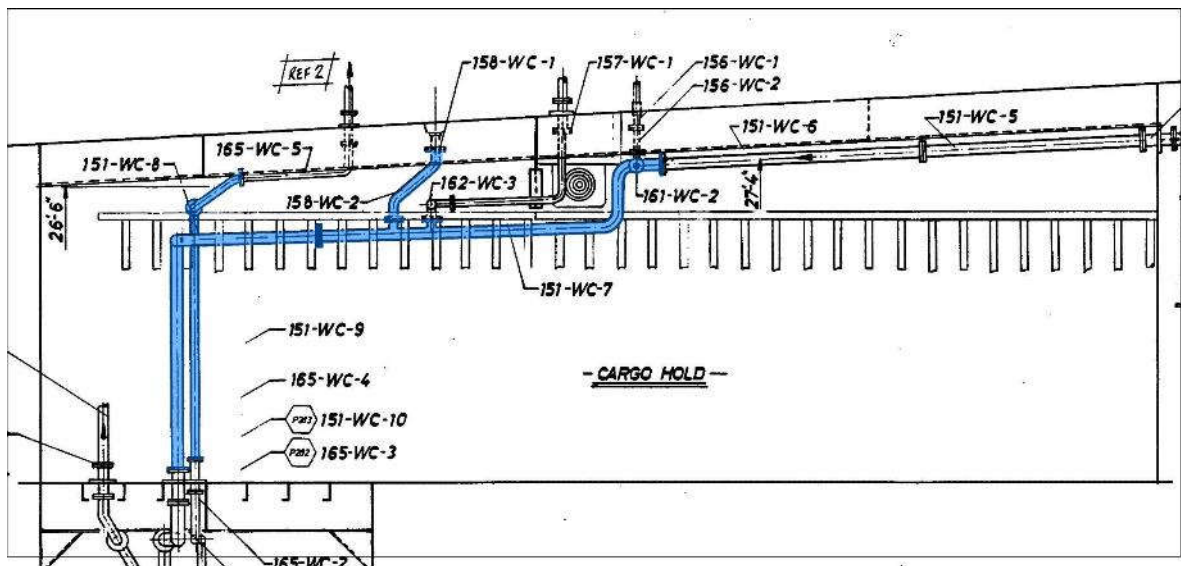 REF 2
158-WC-1
157-WC-1
156-WC-1
156-WC-2
151-WC-6
151-WC-5
151-WC-8
165-WC-5
162-WC-3
158-WC-2
161-WC-2
26'-6"
27'-4"
151-WC-7
151-WC-9
165-WC-4
- CARGO HOLD -
P283 151-WC-10
P282 165-WC-3
165-WC-2